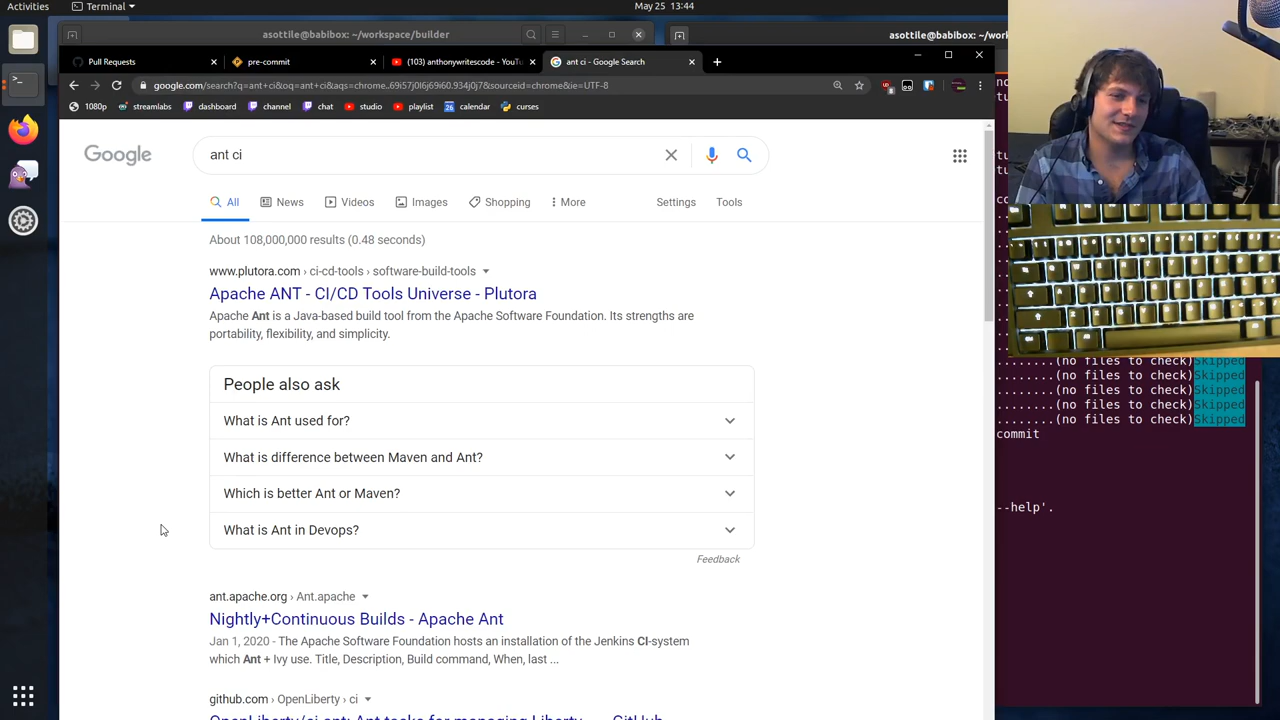 Activities
Terminal
May 25 13:44
asottile@babibox: ~/workspace/builder
asottile@babibox: ~/wo
Pull Requests
pre-commit
(103) anthonywritescode - YouTu
ant ci - Google Search
google.com/search?q=ant+ci&oq=ant+ci&aqs=chrome..69i57j0l6j69i60.934j0j7&sourceid=chrome&ie=UTF-8
1080p
streamlabs
dashboard
channel
chat
studio
playlist
calendar
curses
Google
ant ci
All
News
Videos
Images
Shopping
More
Settings
Tools
About 108,000,000 results (0.48 seconds)
www.plutora.com › ci-cd-tools › software-build-tools
Apache ANT - CI/CD Tools Universe - Plutora
Apache Ant is a Java-based build tool from the Apache Software Foundation. Its strengths are
portability, flexibility, and simplicity.
People also ask
What is Ant used for?
What is difference between Maven and Ant?
Which is better Ant or Maven?
What is Ant in Devops?
Feedback
ant.apache.org › Ant.apache
Nightly+Continuous Builds - Apache Ant
Jan 1, 2020 - The Apache Software Foundation hosts an installation of the Jenkins CI-system
which Ant + Ivy use. Title, Description, Build command, When, last ...
github.com › OpenLiberty › ci
OpenLiberty/ci.ant: Ant tasks for managing Liberty ... - GitHub
........(no files to check)Skipped
........(no files to check)Skipped
........(no files to check)Skipped
........(no files to check)Skipped
........(no files to check)Skipped
commit
--help'.